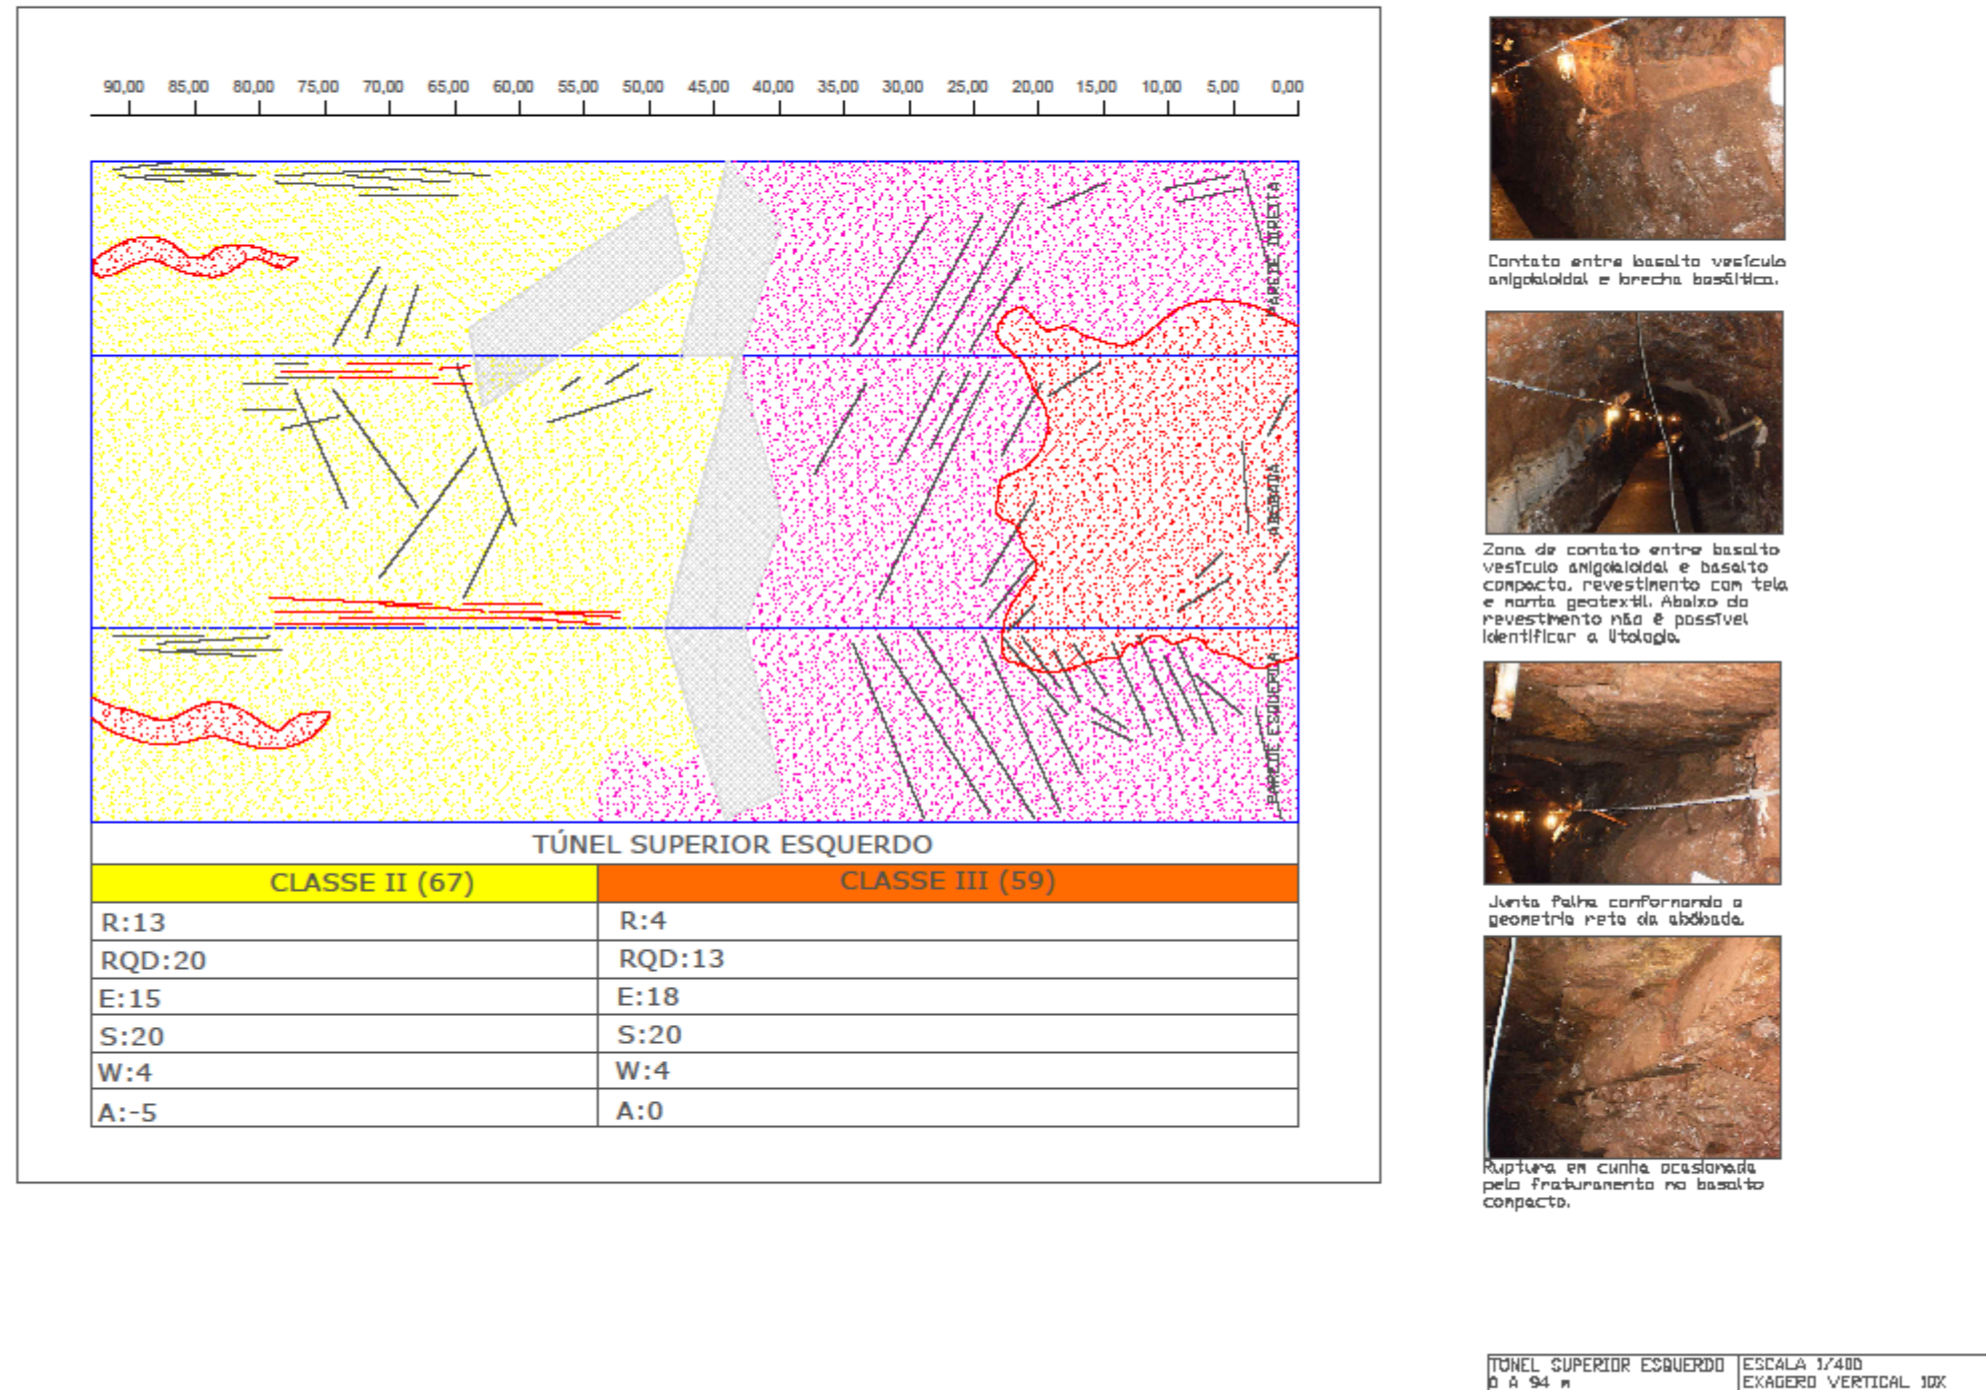 90,00 85,00 80,00 75,00 70,00 65,00 60,00 55,00 50,00 45,00 40,00 35,00 30,00 25,00 20,00 15,00 10,00 5,00 0,00
PAREDE DIREITA
ABOBADA
PAREDE ESQUERDA
TÚNEL SUPERIOR ESQUERDO
CLASSE II (67) CLASSE III (59)
R:13 R:4
RQD:20 RQD:13
E:15 E:18
S:20 S:20
W:4 W:4
A:-5 A:0
Contato entre basalto vesículo
amigdaloidal e brecha basáltica.
Zona de contato entre basalto
vesículo amigdaloidal e basalto
compacto, revestimento com tela
e manta geotextil. Abaixo do
revestimento não é possível
identificar a litologia.
Junta falha conformando a
geometria reta da abóbada.
Ruptura em cunha ocasionada
pelo fraturamento no basalto
compacto.
TÚNEL SUPERIOR ESQUERDO
0 A 94 m
ESCALA 1/400
EXAGERO VERTICAL 10X